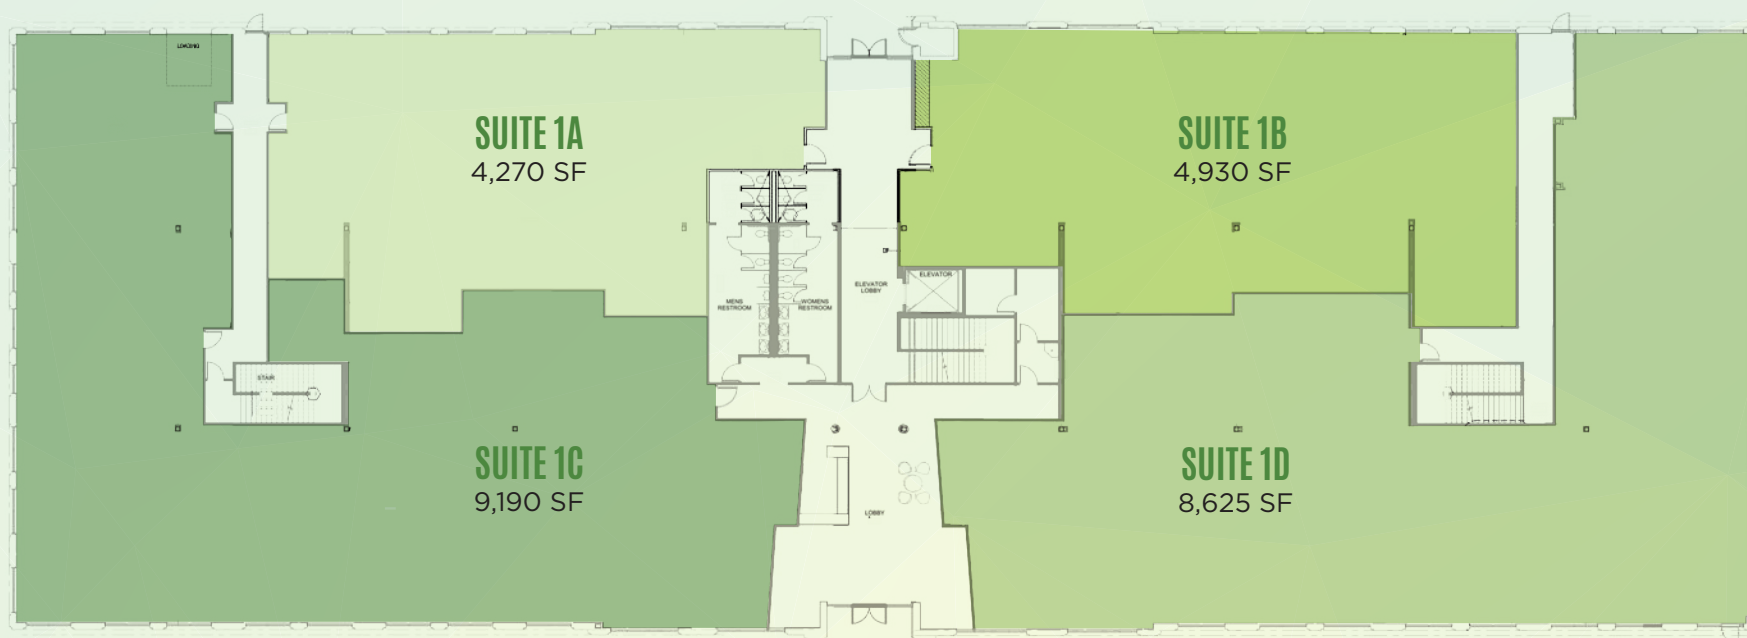 LOADING
SUITE 1A
4,270 SF
SUITE 1B
4,930 SF
ELEVATOR
ELEVATOR
LOBBY
MENS
RESTROOM
WOMENS
RESTROOM
STAIR
SUITE 1C
9,190 SF
SUITE 1D
8,625 SF
LOBBY